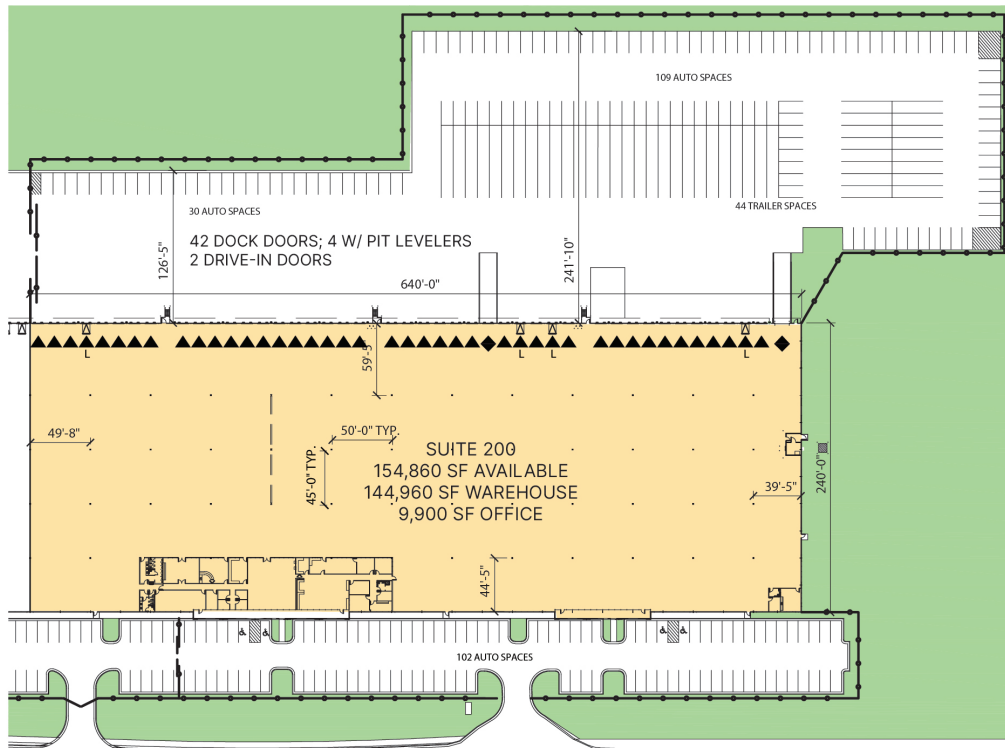 109 AUTO SPACES
30 AUTO SPACES
44 TRAILER SPACES
42 DOCK DOORS; 4 W/ PIT LEVELERS
2 DRIVE-IN DOORS
126'-5"
241'-10"
640'-0"
L
L
L
L
59'-5"
49'-8"
50'-0" TYP.
45'-0" TYP.
SUITE 200
154,860 SF AVAILABLE
144,960 SF WAREHOUSE
9,900 SF OFFICE
39'-5"
240'-0"
44'-5"
102 AUTO SPACES